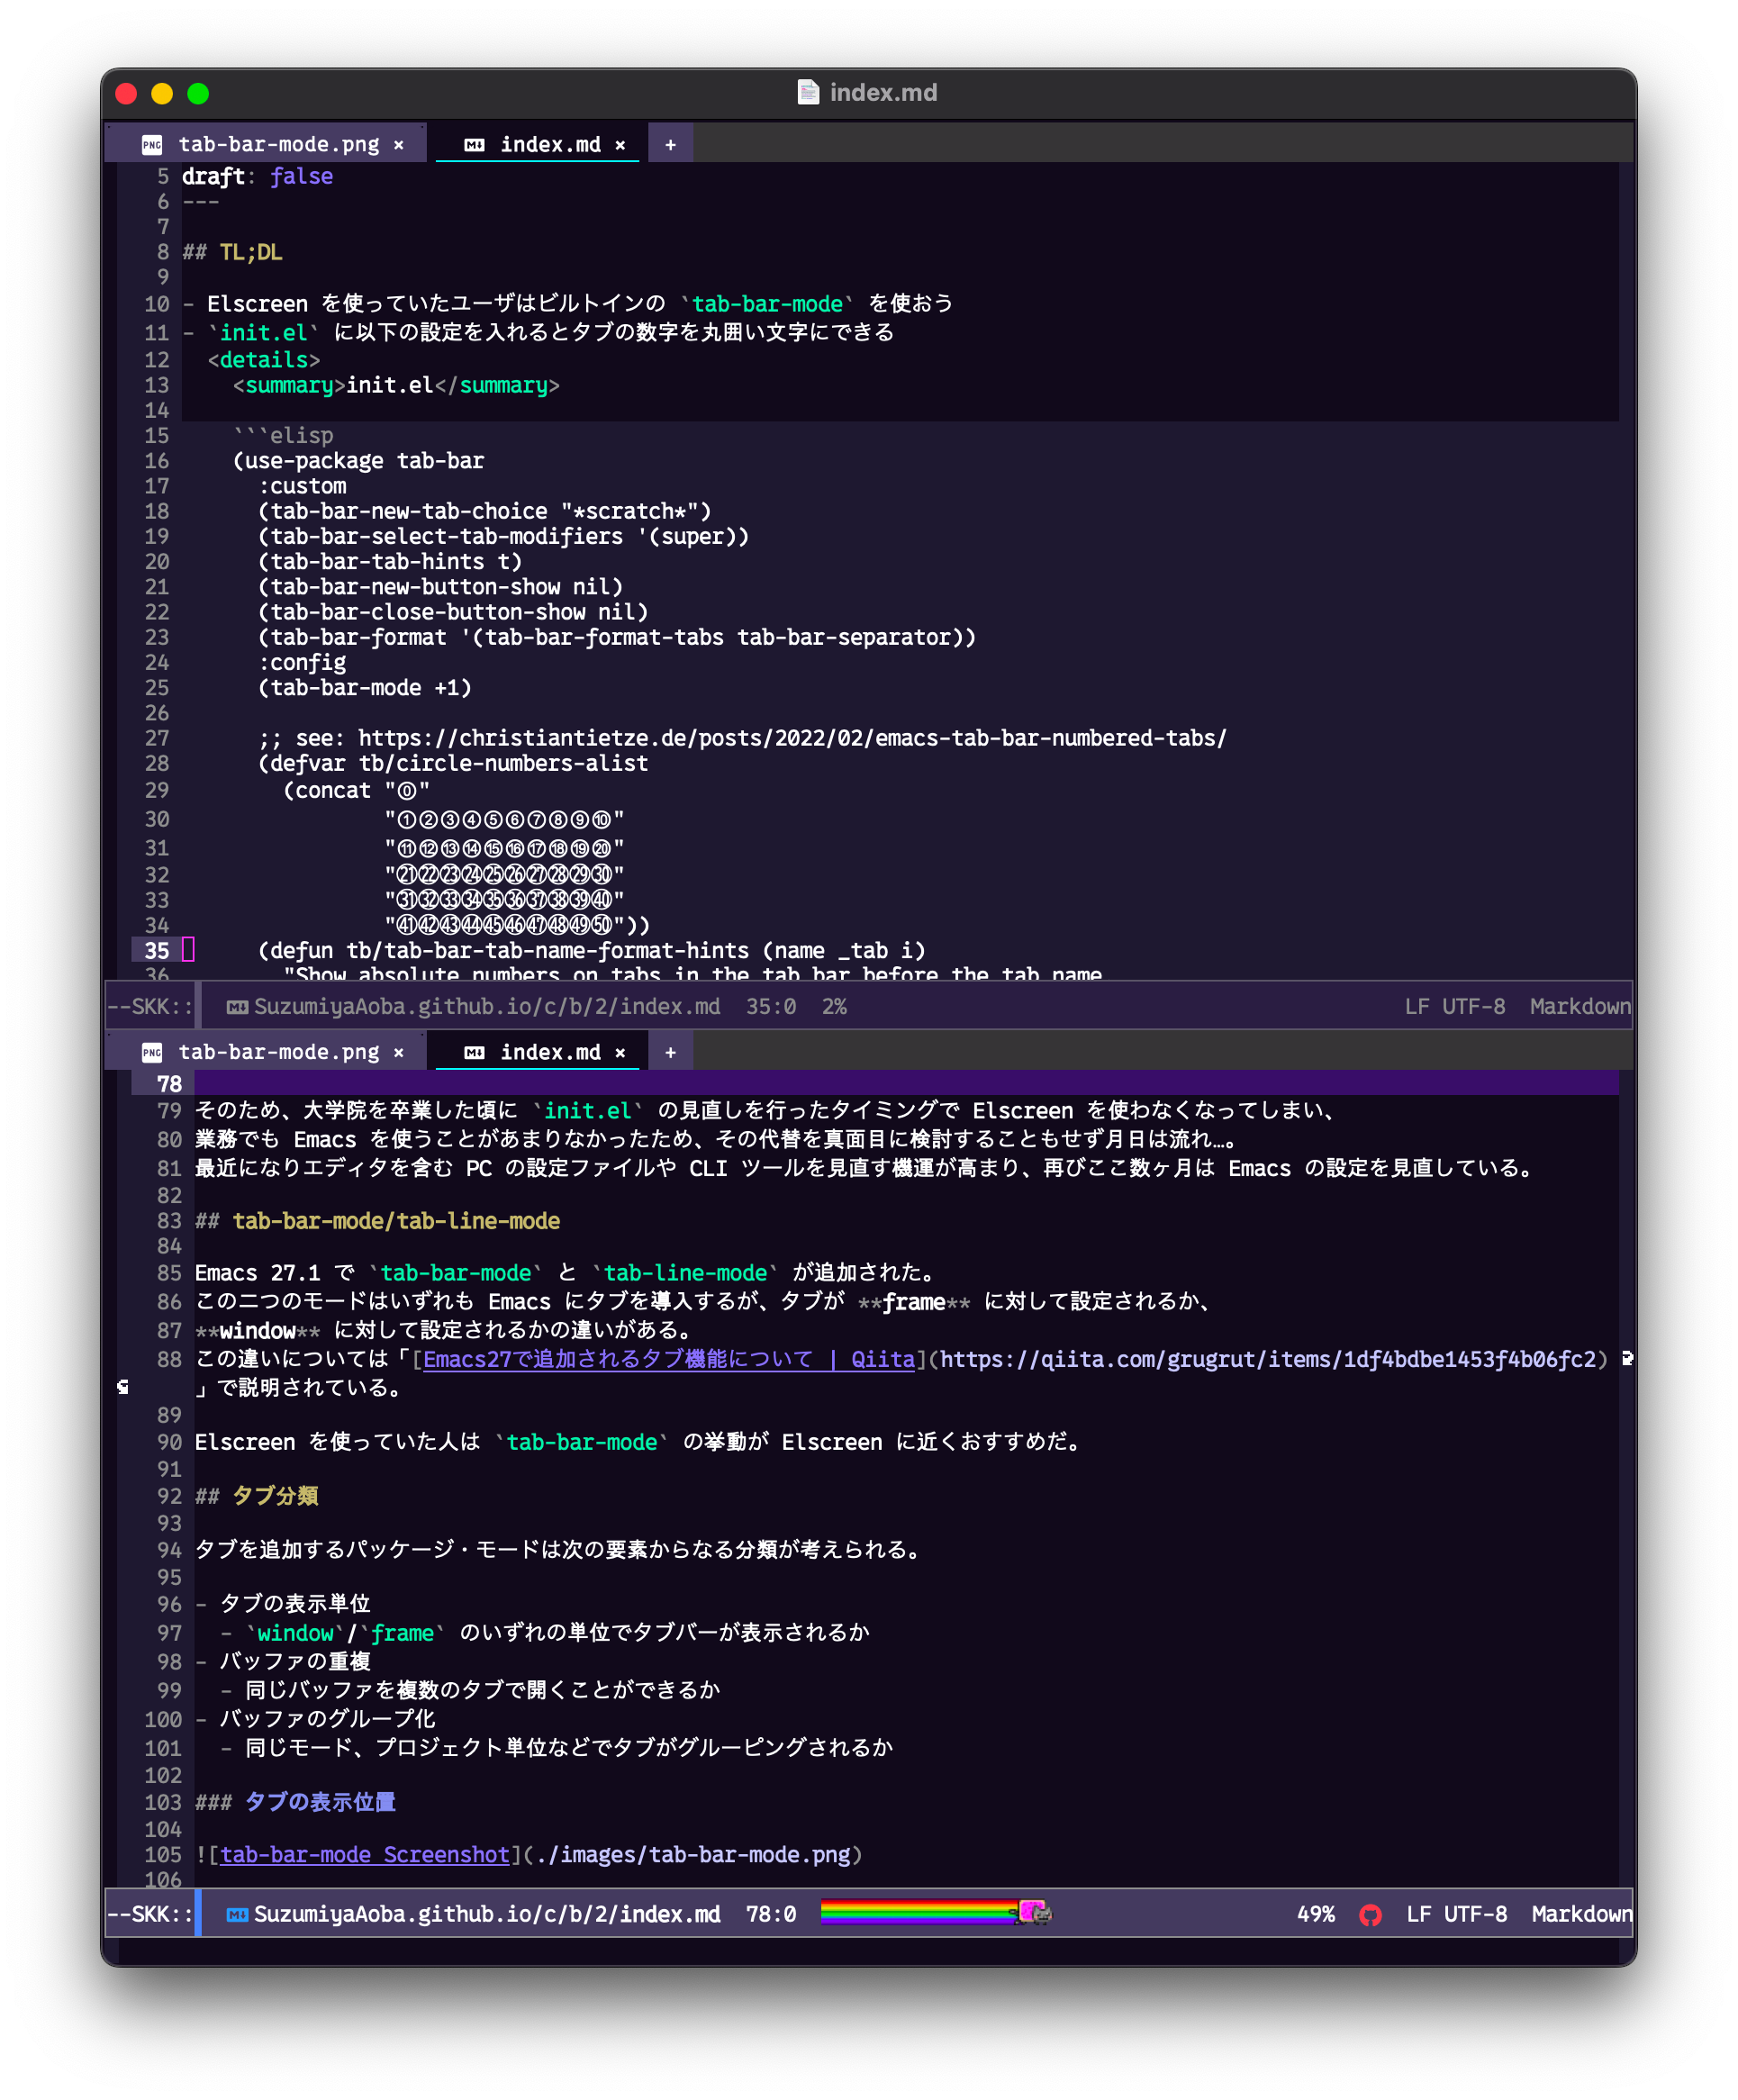 index.md
PNG tab-bar-mode.png × M↓ index.md × +
5 draft: false
6 ---
7
8 ## TL;DL
9
10 - Elscreen を使っていたユーザはビルトインの `tab-bar-mode` を使おう
11 - `init.el` に以下の設定を入れるとタブの数字を丸囲い文字にできる
12   <details>
13     <summary>init.el</summary>
14
15     ```elisp
16     (use-package tab-bar
17       :custom
18       (tab-bar-new-tab-choice "*scratch*")
19       (tab-bar-select-tab-modifiers '(super))
20       (tab-bar-tab-hints t)
21       (tab-bar-new-button-show nil)
22       (tab-bar-close-button-show nil)
23       (tab-bar-format '(tab-bar-format-tabs tab-bar-separator))
24       :config
25       (tab-bar-mode +1)
26
27       ;; see: https://christiantietze.de/posts/2022/02/emacs-tab-bar-numbered-tabs/
28       (defvar tb/circle-numbers-alist
29         (concat "⓪"
30                 "①②③④⑤⑥⑦⑧⑨⑩"
31                 "⑪⑫⑬⑭⑮⑯⑰⑱⑲⑳"
32                 "㉑㉒㉓㉔㉕㉖㉗㉘㉙㉚"
33                 "㉛㉜㉝㉞㉟㊱㊲㊳㊴㊵"
34                 "㊶㊷㊸㊹㊺㊻㊼㊽㊾㊿"))
35       (defun tb/tab-bar-tab-name-format-hints (name _tab i)
36         "Show absolute numbers on tabs in the tab bar before the tab name
--SKK:: M↓ SuzumiyaAoba.github.io/c/b/2/index.md 35:0 2% LF UTF-8 Markdown
PNG tab-bar-mode.png × M↓ index.md × +
78
79 そのため、大学院を卒業した頃に `init.el` の見直しを行ったタイミングで Elscreen を使わなくなってしまい、
80 業務でも Emacs を使うことがあまりなかったため、その代替を真面目に検討することもせず月日は流れ…。
81 最近になりエディタを含む PC の設定ファイルや CLI ツールを見直す機運が高まり、再びここ数ヶ月は Emacs の設定を見直している。
82
83 ## tab-bar-mode/tab-line-mode
84
85 Emacs 27.1 で `tab-bar-mode` と `tab-line-mode` が追加された。
86 この二つのモードはいずれも Emacs にタブを導入するが、タブが **frame** に対して設定されるか、
87 **window** に対して設定されるかの違いがある。
88 この違いについては「[Emacs27で追加されるタブ機能について | Qiita](https://qiita.com/grugrut/items/1df4bdbe1453f4b06fc2)
」で説明されている。
89
90 Elscreen を使っていた人は `tab-bar-mode` の挙動が Elscreen に近くおすすめだ。
91
92 ## タブ分類
93
94 タブを追加するパッケージ・モードは次の要素からなる分類が考えられる。
95
96 - タブの表示単位
97   - `window`/`frame` のいずれの単位でタブバーが表示されるか
98 - バッファの重複
99   - 同じバッファを複数のタブで開くことができるか
100 - バッファのグループ化
101   - 同じモード、プロジェクト単位などでタブがグルーピングされるか
102
103 ### タブの表示位置
104
105 ![tab-bar-mode Screenshot](./images/tab-bar-mode.png)
106
--SKK:: M↓ SuzumiyaAoba.github.io/c/b/2/index.md 78:0 49% LF UTF-8 Markdown